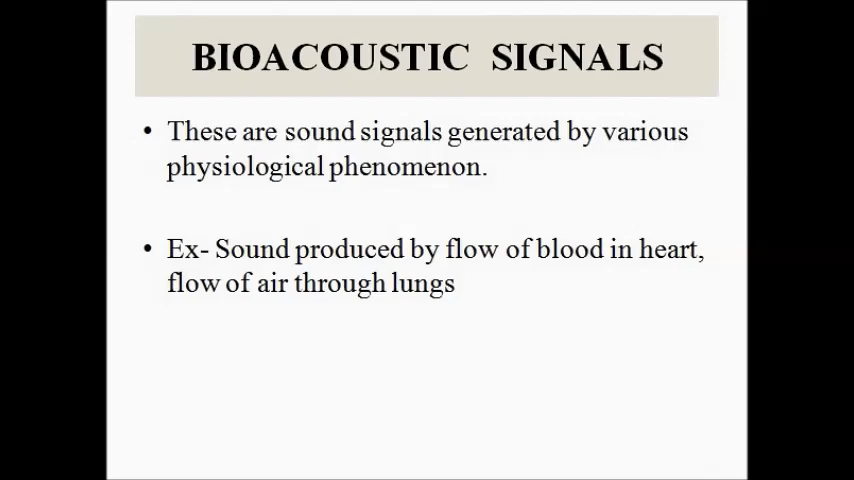 BIOACOUSTIC SIGNALS
• These are sound signals generated by various
physiological phenomenon.
• Ex- Sound produced by flow of blood in heart,
flow of air through lungs